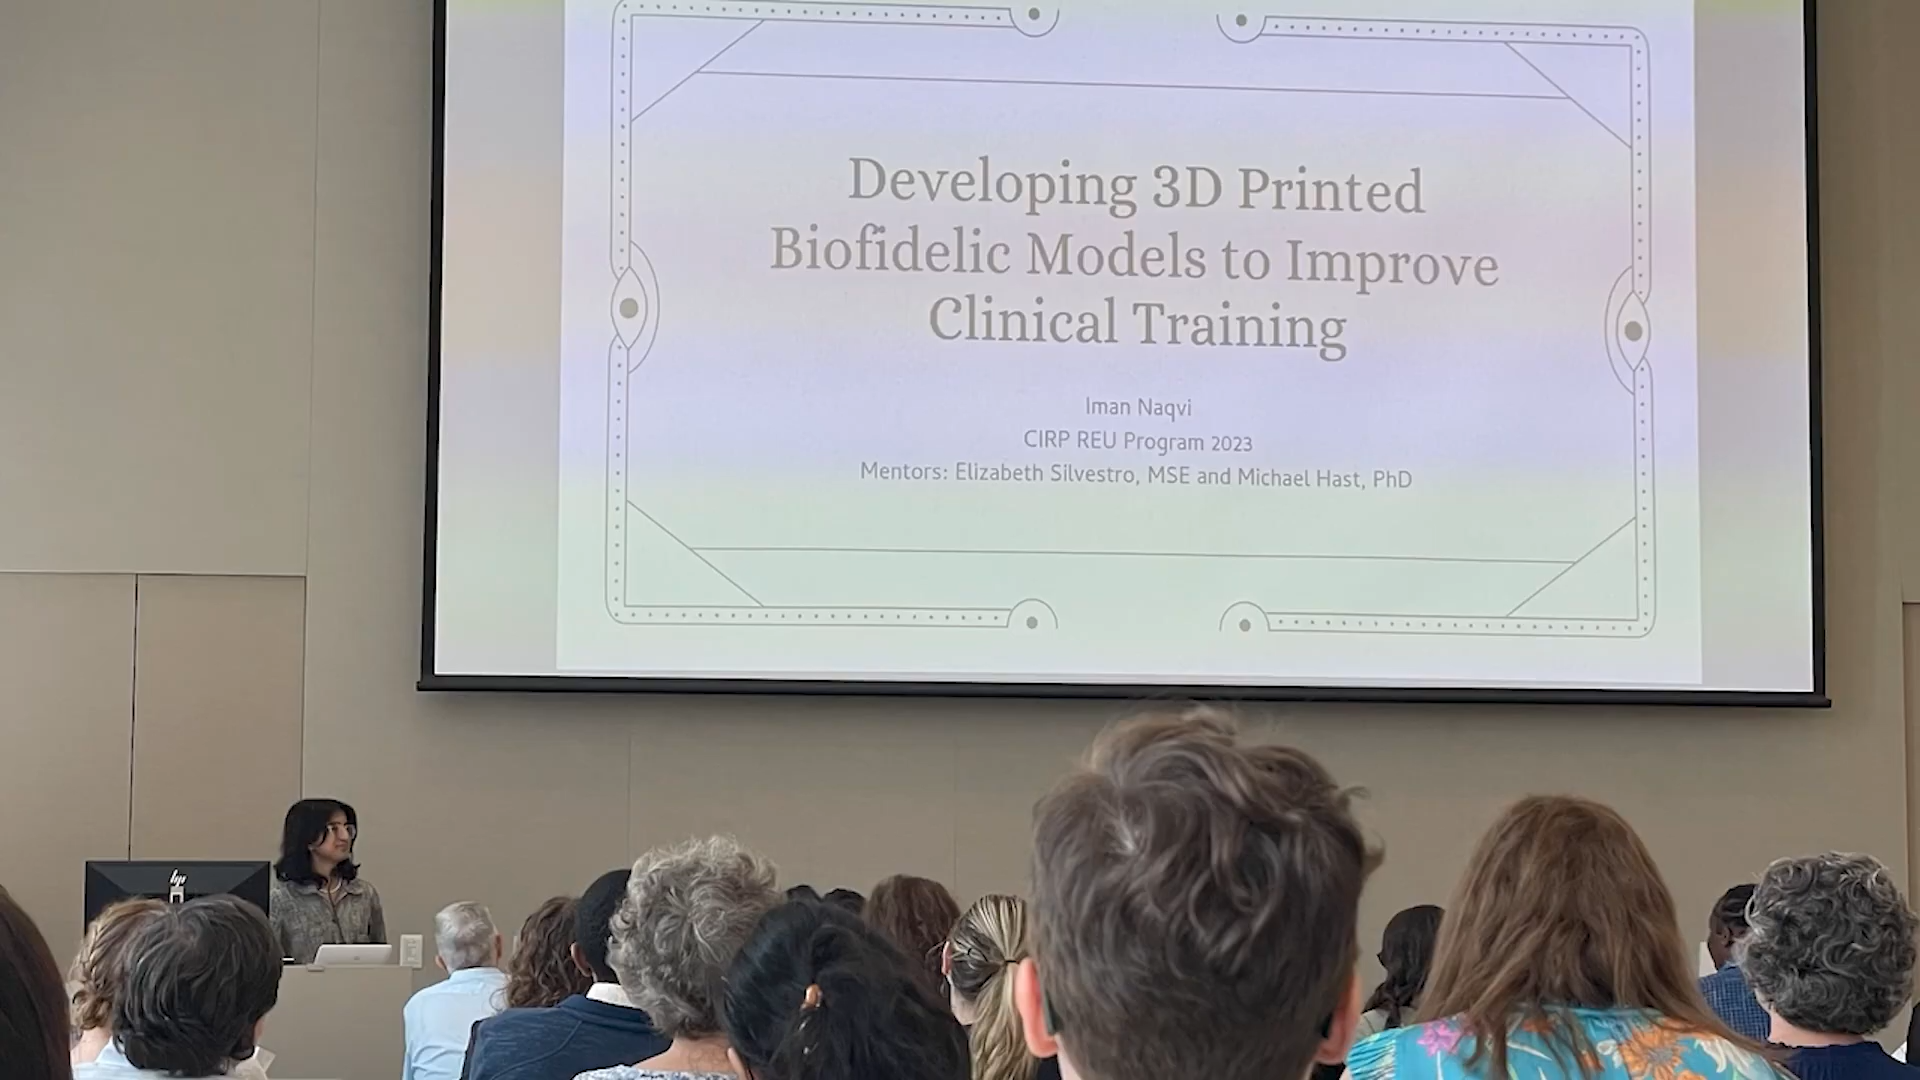 Developing 3D Printed
Biofidelic Models to Improve
Clinical Training
Iman Naqvi
CIRP REU Program 2023
Mentors: Elizabeth Silvestro, MSE and Michael Hast, PhD
hp